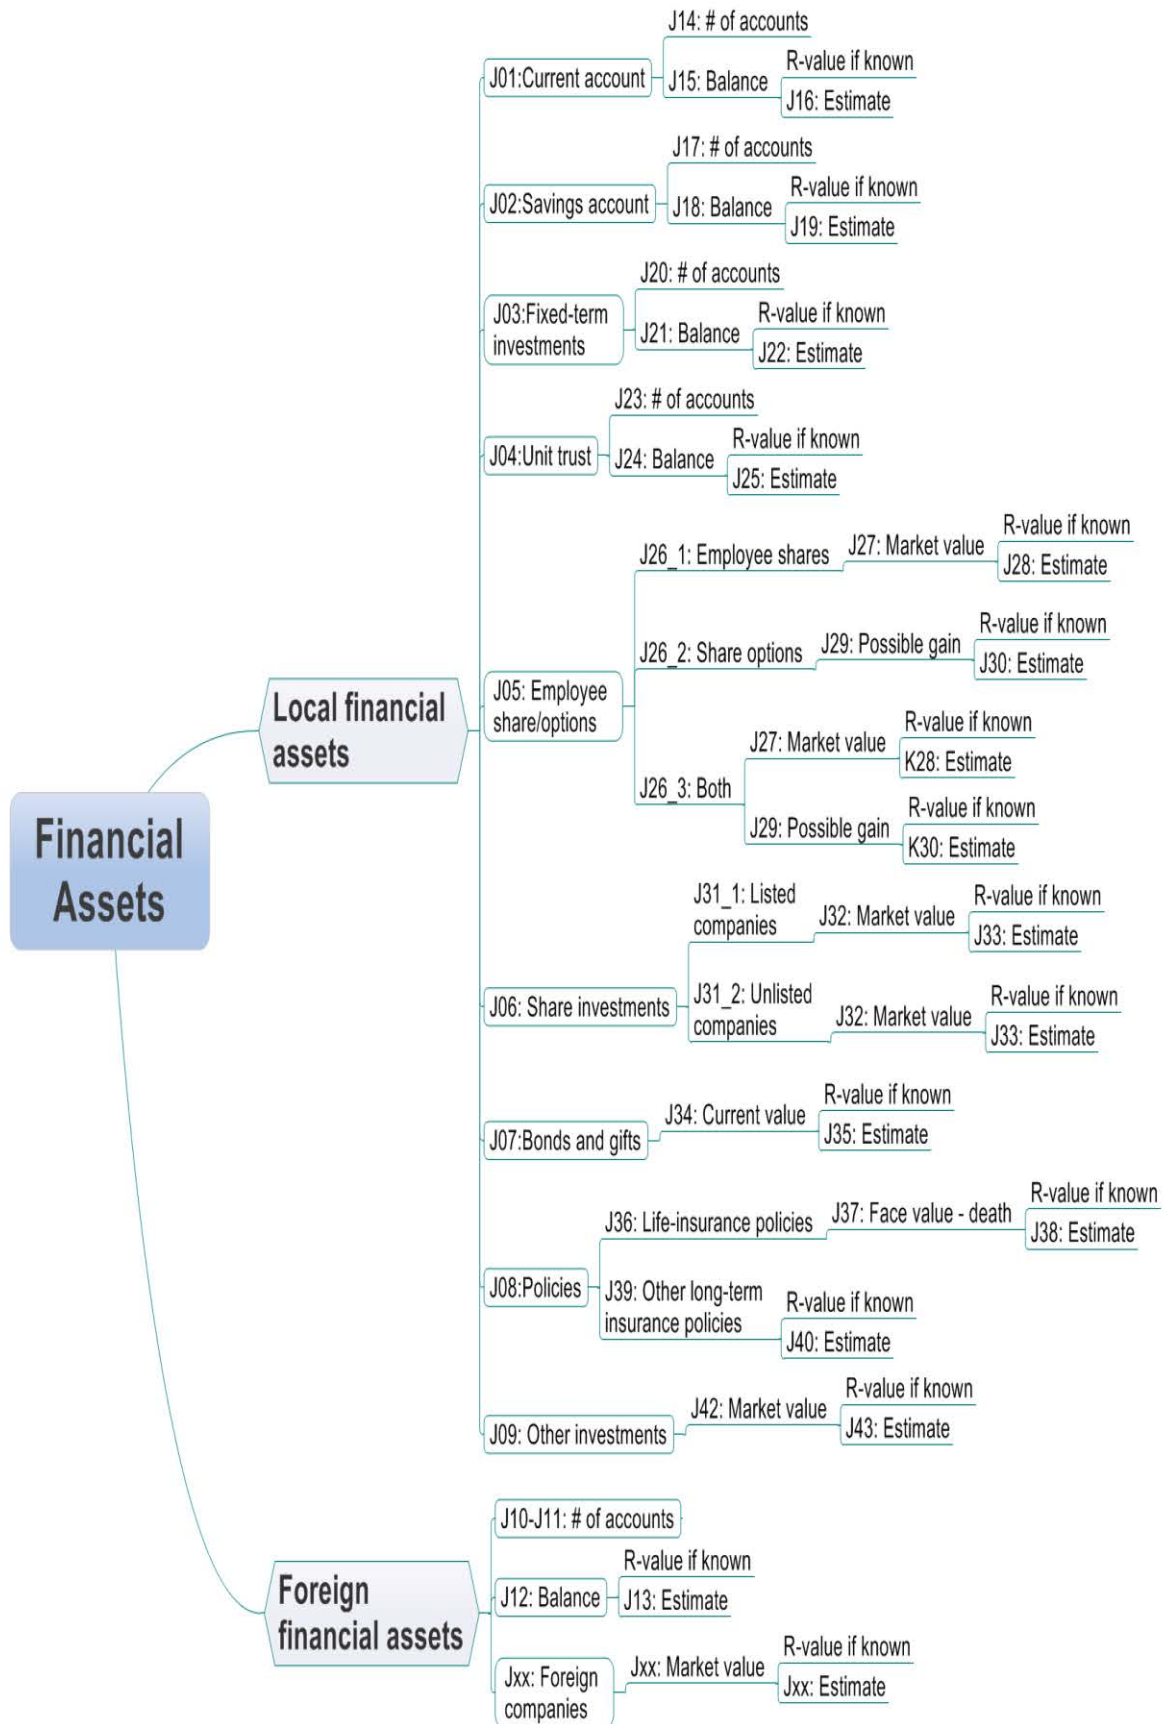 Financial
Assets
Local financial
assets
J01:Current account
J14: # of accounts
J15: Balance
R-value if known
J16: Estimate
J02:Savings account
J17: # of accounts
J18: Balance
R-value if known
J19: Estimate
J03:Fixed-term
investments
J20: # of accounts
J21: Balance
R-value if known
J22: Estimate
J04:Unit trust
J23: # of accounts
J24: Balance
R-value if known
J25: Estimate
J05: Employee
share/options
J26_1: Employee shares
J27: Market value
R-value if known
J28: Estimate
J26_2: Share options
J29: Possible gain
R-value if known
J30: Estimate
J26_3: Both
J27: Market value
R-value if known
K28: Estimate
J29: Possible gain
R-value if known
K30: Estimate
J06: Share investments
J31_1: Listed
companies
J32: Market value
R-value if known
J33: Estimate
J31_2: Unlisted
companies
J32: Market value
R-value if known
J33: Estimate
J07:Bonds and gifts
J34: Current value
R-value if known
J35: Estimate
J08:Policies
J36: Life-insurance policies
J37: Face value - death
R-value if known
J38: Estimate
J39: Other long-term
insurance policies
R-value if known
J40: Estimate
J09: Other investments
J42: Market value
R-value if known
J43: Estimate
Foreign
financial assets
J10-J11: # of accounts
J12: Balance
R-value if known
J13: Estimate
Jxx: Foreign
companies
Jxx: Market value
R-value if known
Jxx: Estimate